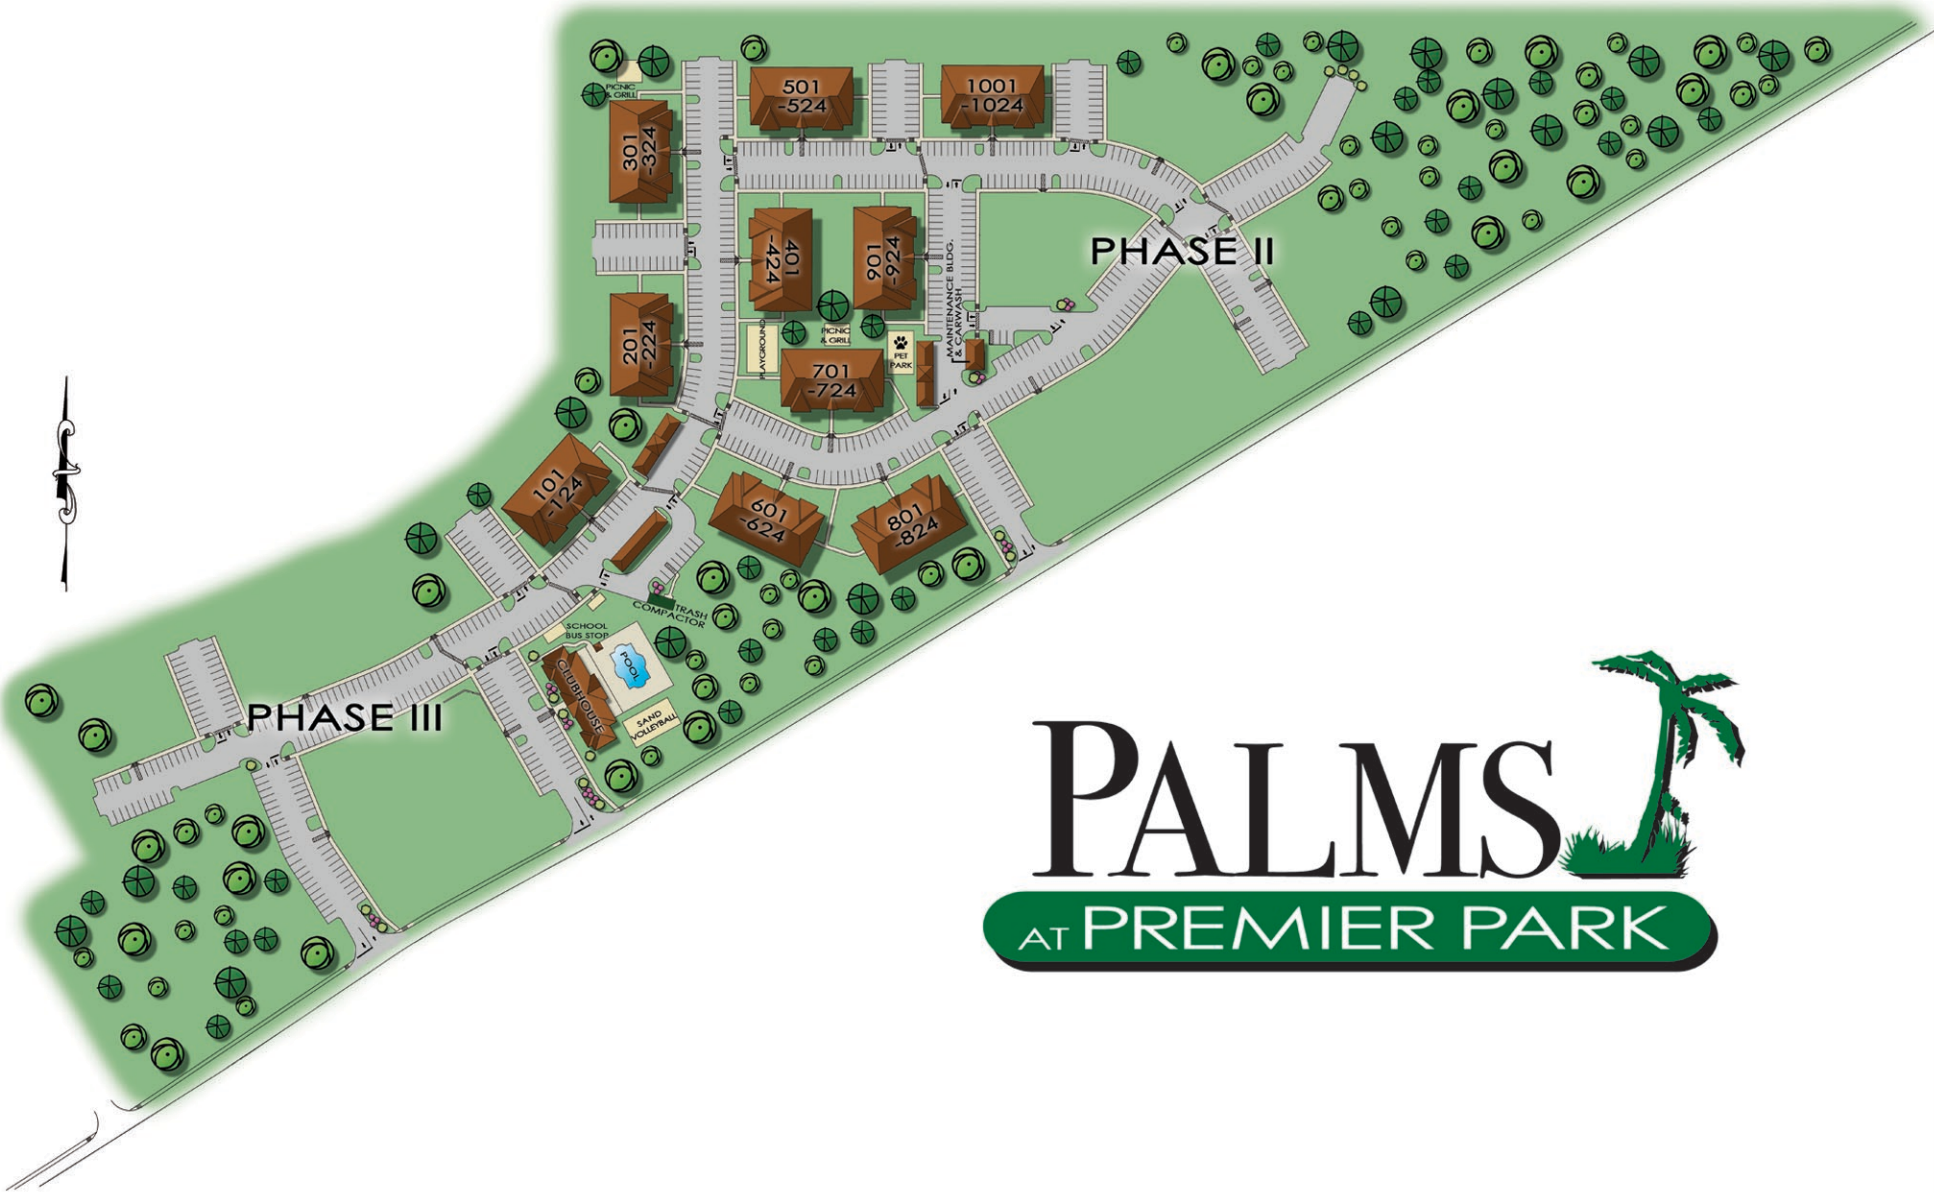 PICNIC
& GRILL
301
-324
501
-524
1001
-1024
401
-424
901
-924
MAINTENANCE BLDG.
& CARWASH
PHASE II
201
-224
PLAYGROUND
PICNIC
& GRILL
PET
PARK
701
-724
101
-124
601
-624
801
-824
TRASH
COMPACTOR
SCHOOL
BUS STOP
POOL
CLUBHOUSE
SAND
VOLLEYBALL
PHASE III
PALMS
AT PREMIER PARK